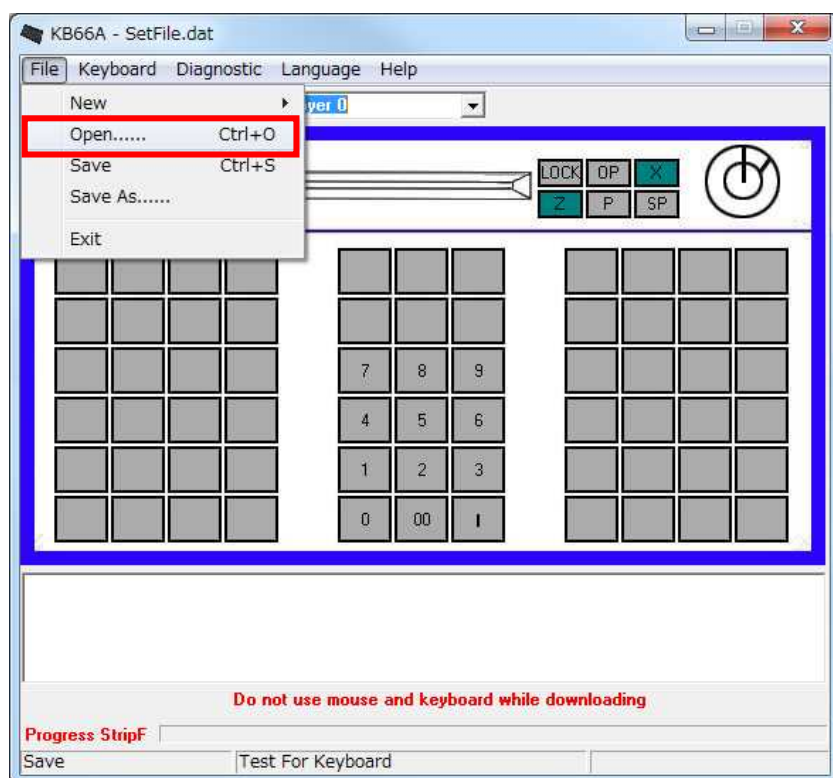 KB66A - SetFile.dat
File Keyboard Diagnostic Language Help
New
yer 0
Open...... Ctrl+O
Save Ctrl+S
Save As......
Exit
LOCK OP X
Z P SP
7 8 9
4 5 6
1 2 3
0 00
Do not use mouse and keyboard while downloading
Progress StripF
Save Test For Keyboard